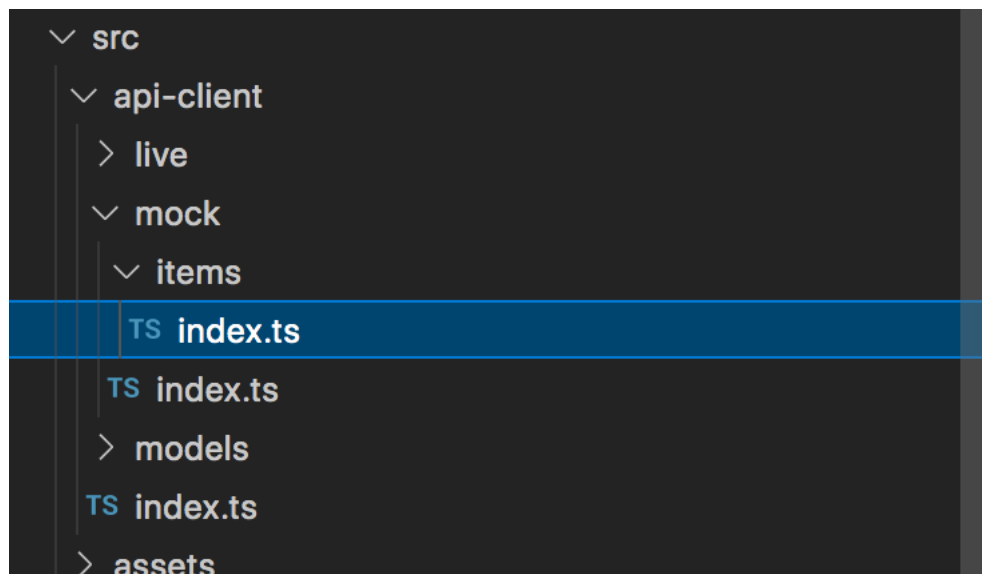 src
api-client
live
mock
items
TS index.ts
TS index.ts
models
TS index.ts
assets